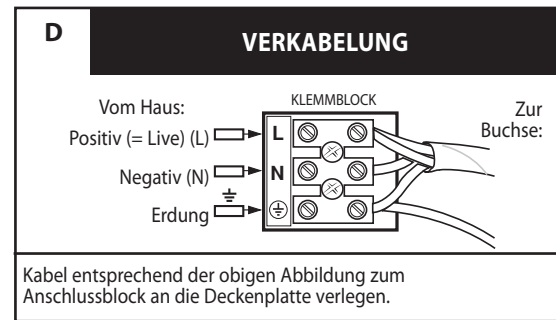 D
VERKABELUNG
KLEMMBLOCK
Vom Haus:
Positiv (= Live) (L)
Negativ (N)
Erdung
L
N
Zur
Buchse:
Kabel entsprechend der obigen Abbildung zum
Anschlussblock an die Deckenplatte verlegen.